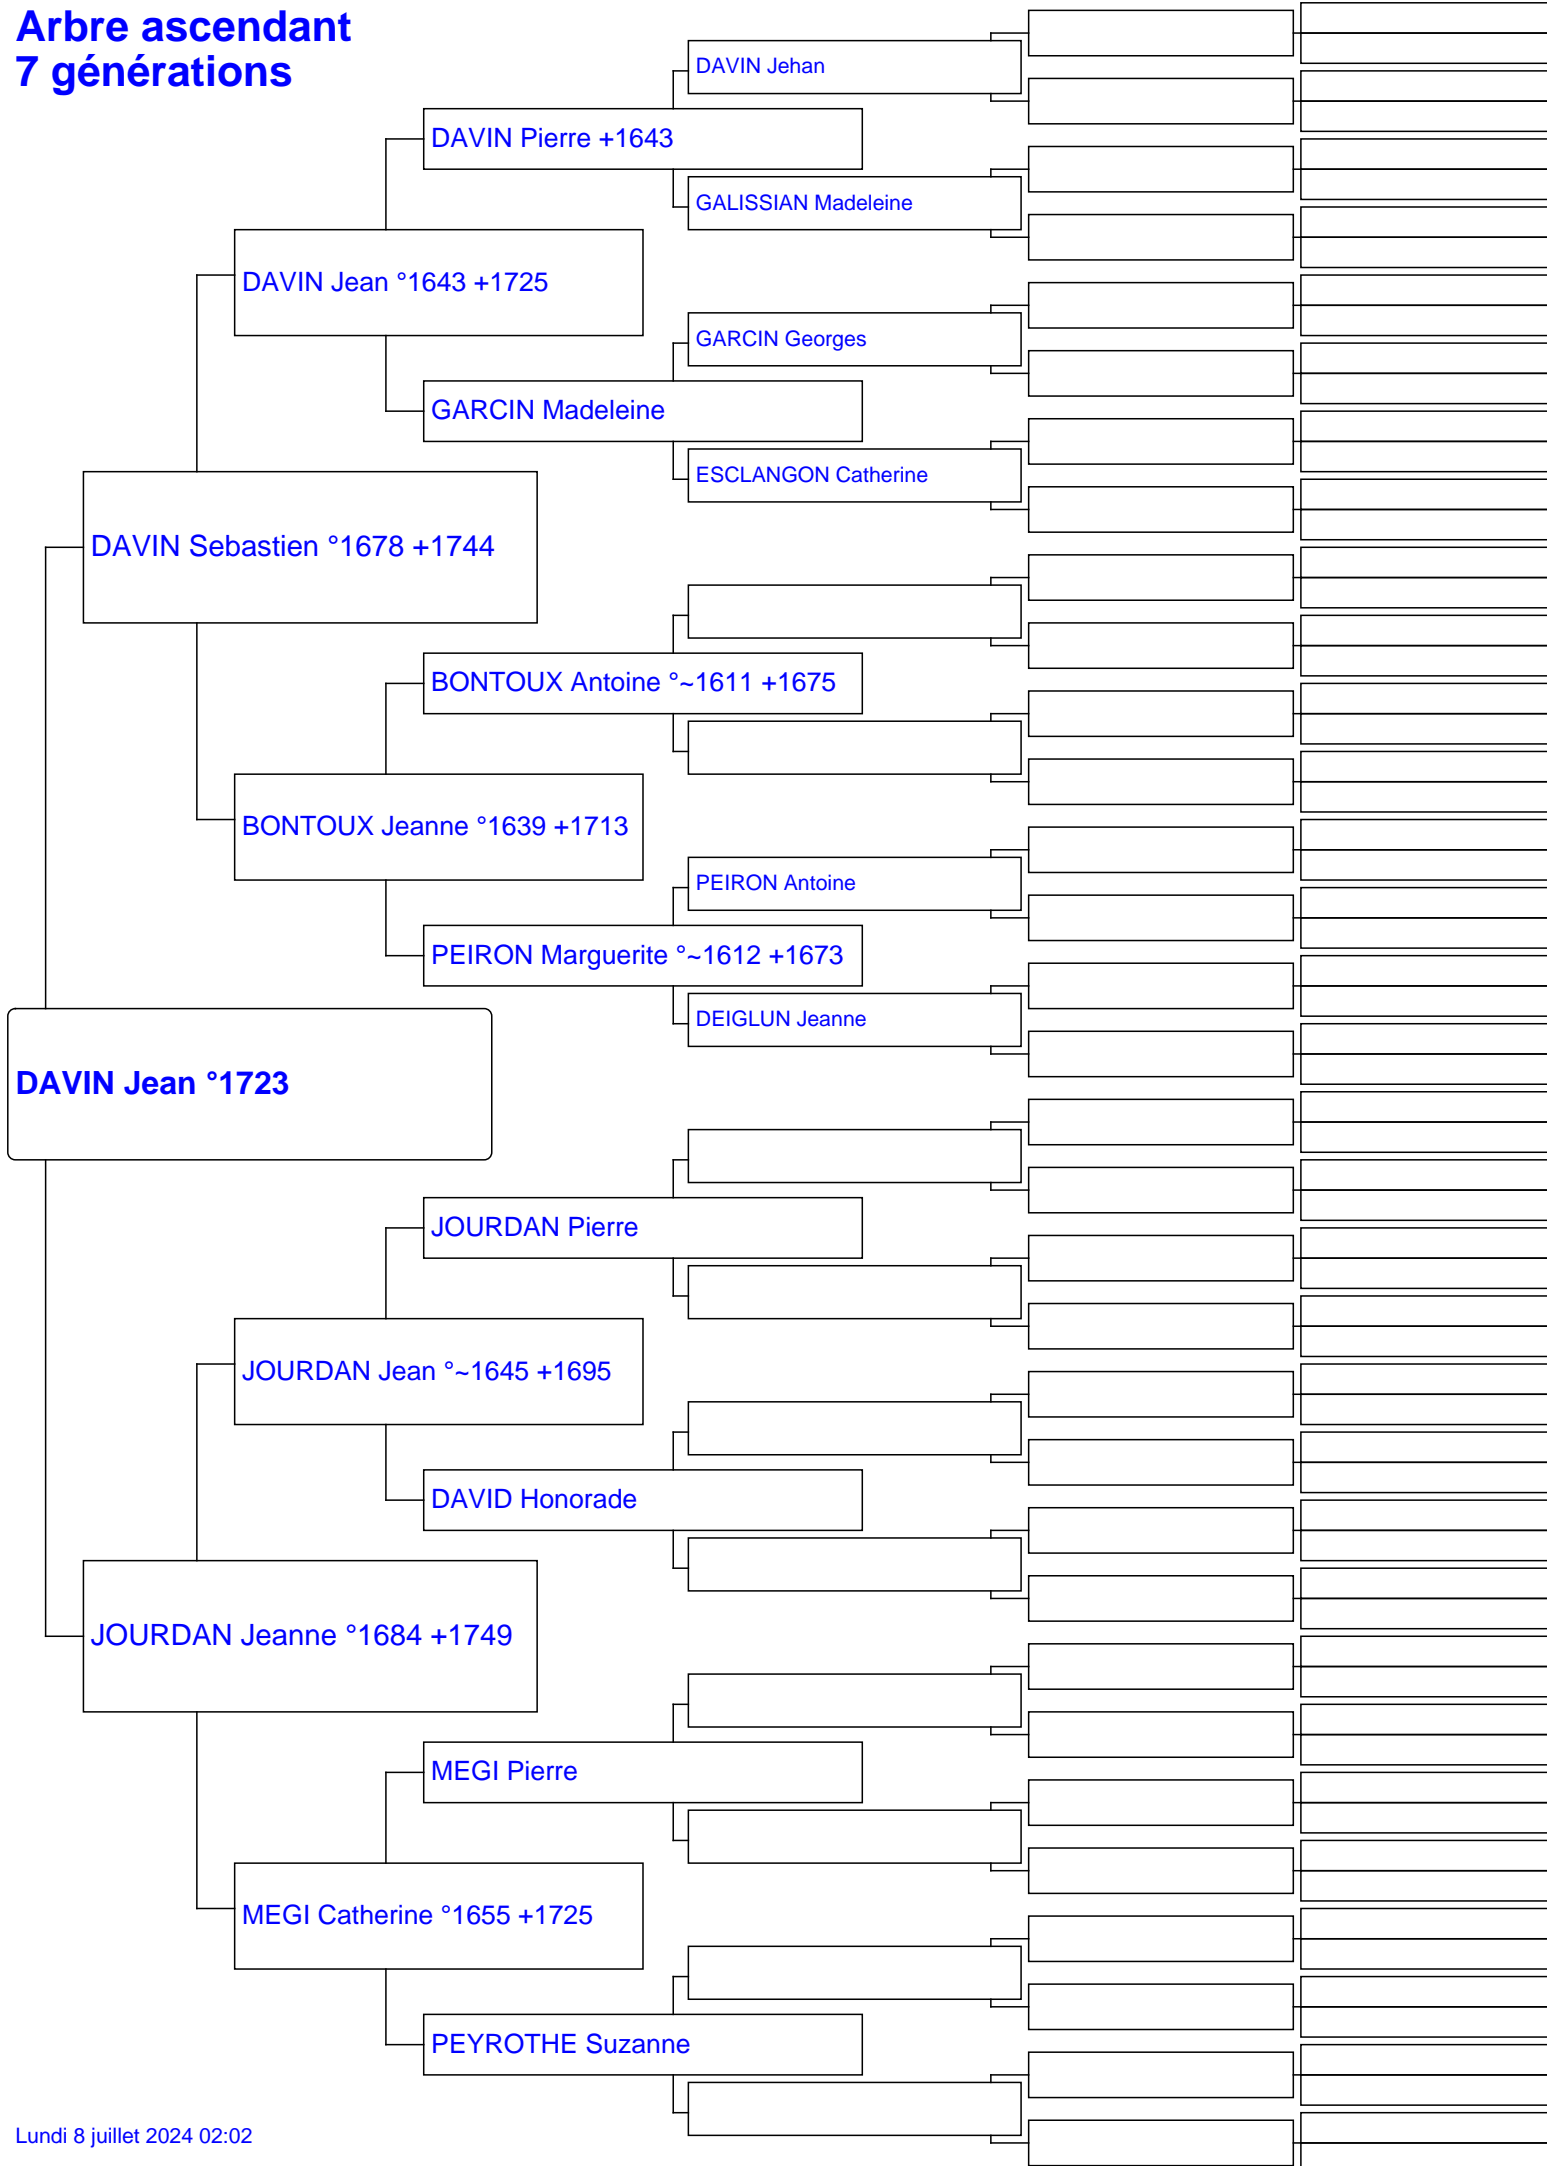 Arbre ascendant
7 générations
DAVIN Jehan
DAVIN Pierre +1643
GALISSIAN Madeleine
DAVIN Jean °1643 +1725
GARCIN Georges
GARCIN Madeleine
ESCLANGON Catherine
DAVIN Sebastien °1678 +1744
BONTOUX Antoine °~1611 +1675
BONTOUX Jeanne °1639 +1713
PEIRON Antoine
PEIRON Marguerite °~1612 +1673
DEIGLUN Jeanne
DAVIN Jean °1723
JOURDAN Pierre
JOURDAN Jean °~1645 +1695
DAVID Honorade
JOURDAN Jeanne °1684 +1749
MEGI Pierre
MEGI Catherine °1655 +1725
PEYROTHE Suzanne
Lundi 8 juillet 2024 02:02